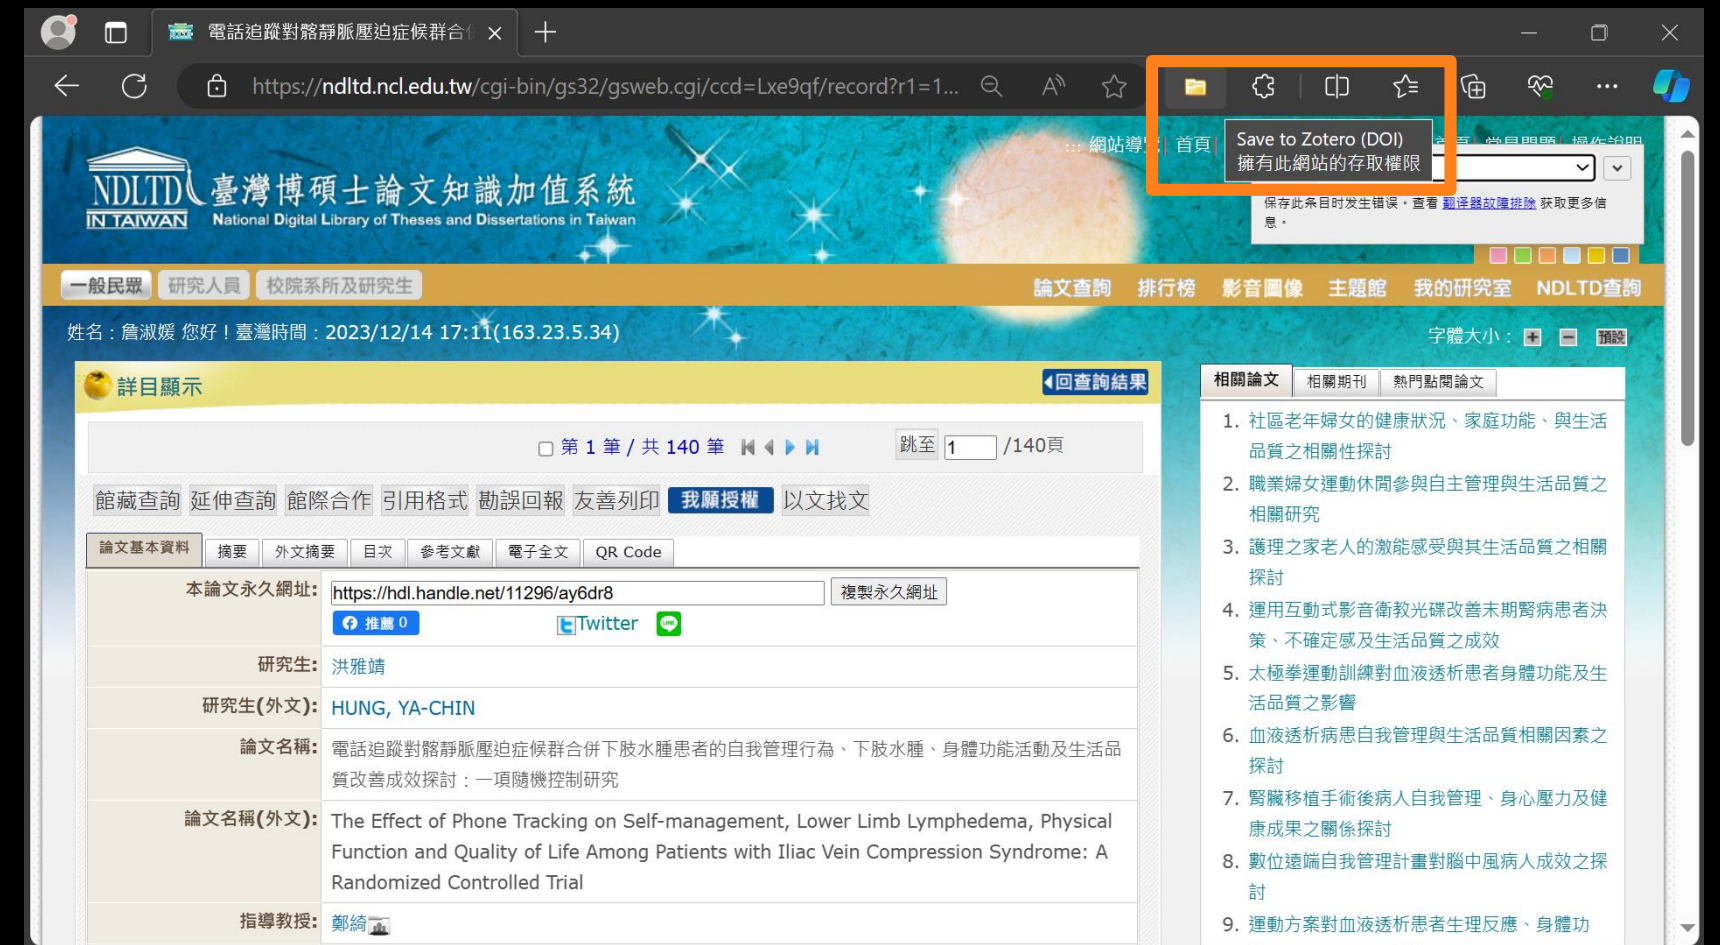 電話追蹤對髂靜脈壓迫症候群合
https://ndltd.ncl.edu.tw/cgi-bin/gs32/gsweb.cgi/ccd=Lxe9qf/record?r1=1...
::: 網站導覽| 首頁|
常見問題| 操作說明
Save to Zotero (DOI)
擁有此網站的存取權限
保存此条目时发生错误。查看 翻译器故障排除 获取更多信
息。
NDLTD
IN TAIWAN
臺灣博碩士論文知識加值系統
National Digital Library of Theses and Dissertations in Taiwan
一般民眾 研究人員 校院系所及研究生
論文查詢 排行榜 影音圖像 主題館 我的研究室 NDLTD查詢
姓名：詹淑媛 您好！臺灣時間：2023/12/14 17:11(163.23.5.34)
字體大小： + - 預設
詳目顯示
回查詢結果
第 1 筆 / 共 140 筆
跳至 1 /140頁
館藏查詢 延伸查詢 館際合作 引用格式 勘誤回報 友善列印 我願授權 以文找文
論文基本資料 摘要 外文摘要 目次 參考文獻 電子全文 QR Code
本論文永久網址: https://hdl.handle.net/11296/ay6dr8 複製永久網址
推薦 0 Twitter LINE
研究生: 洪雅靖
研究生(外文): HUNG, YA-CHIN
論文名稱: 電話追蹤對髂靜脈壓迫症候群合併下肢水腫患者的自我管理行為、下肢水腫、身體功能活動及生活品
質改善成效探討：一項隨機控制研究
論文名稱(外文): The Effect of Phone Tracking on Self-management, Lower Limb Lymphedema, Physical
Function and Quality of Life Among Patients with Iliac Vein Compression Syndrome: A
Randomized Controlled Trial
指導教授: 鄭綺
相關論文 相關期刊 熱門點閱論文
1. 社區老年婦女的健康狀況、家庭功能、與生活
品質之相關性探討
2. 職業婦女運動休閒參與自主管理與生活品質之
相關研究
3. 護理之家老人的激能感受與其生活品質之相關
探討
4. 運用互動式影音衛教光碟改善末期腎病患者決
策、不確定感及生活品質之成效
5. 太極拳運動訓練對血液透析患者身體功能及生
活品質之影響
6. 血液透析病患自我管理與生活品質相關因素之
探討
7. 腎臟移植手術後病人自我管理、身心壓力及健
康成果之關係探討
8. 數位遠端自我管理計畫對腦中風病人成效之探
討
9. 運動方案對血液透析患者生理反應、身體功